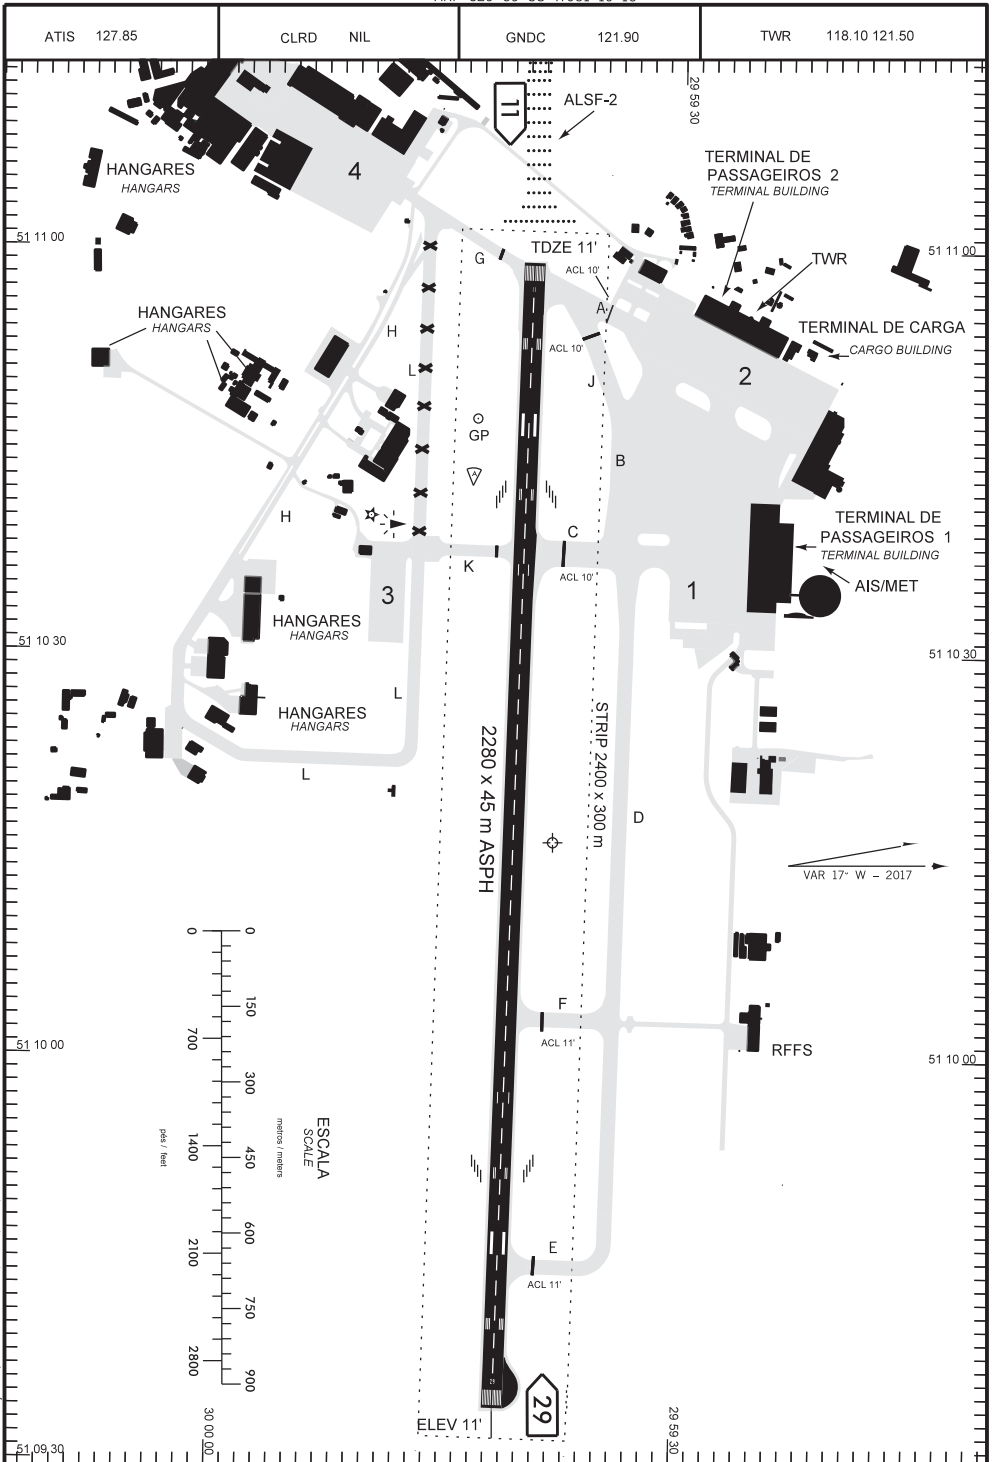 ATIS 127.85
CLRD NIL
GNDC 121.90
TWR 118.10 121.50
11
ALSF-2
29 59 30
HANGARES
HANGARS
4
TERMINAL DE
PASSAGEIROS 2
TERMINAL BUILDING
51 11 00
51 11 00
TDZE 11'
G
ACL 10'
TWR
A
HANGARES
HANGARS
H
TERMINAL DE CARGA
CARGO BUILDING
ACL 10'
L
J
2
GP
A
B
H
C
TERMINAL DE
PASSAGEIROS 1
TERMINAL BUILDING
K
ACL 10'
AIS/MET
3
1
HANGARES
HANGARS
51 10 30
51 10 30
L
HANGARES
HANGARS
2280 x 45 m ASPH
STRIP 2400 x 300 m
L
D
VAR 17° W - 2017
0
0
150
700
F
ACL 11'
RFFS
51 10 00
51 10 00
300
ESCALA
SCALE
metros / meters
pés / feet
1400
450
600
2100
E
ACL 11'
750
2800
900
29
29
ELEV 11'
30 00 00
29 59 30
51 09 30